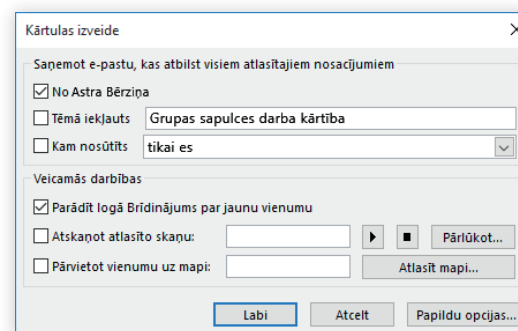 Kārtulas izveide
Saņemot e-pastu, kas atbilst visiem atlasītajiem nosacījumiem
No Astra Bērziņa
Tēmā iekļauts Grupas sapulces darba kārtība
Kam nosūtīts tikai es
Veicamās darbības
Parādīt logā Brīdinājums par jaunu vienumu
Atskaņot atlasīto skaņu: Pārlūkot...
Pārvietot vienumu uz mapi: Atlasīt mapi...
Labi Atcelt Papildu opcijas...